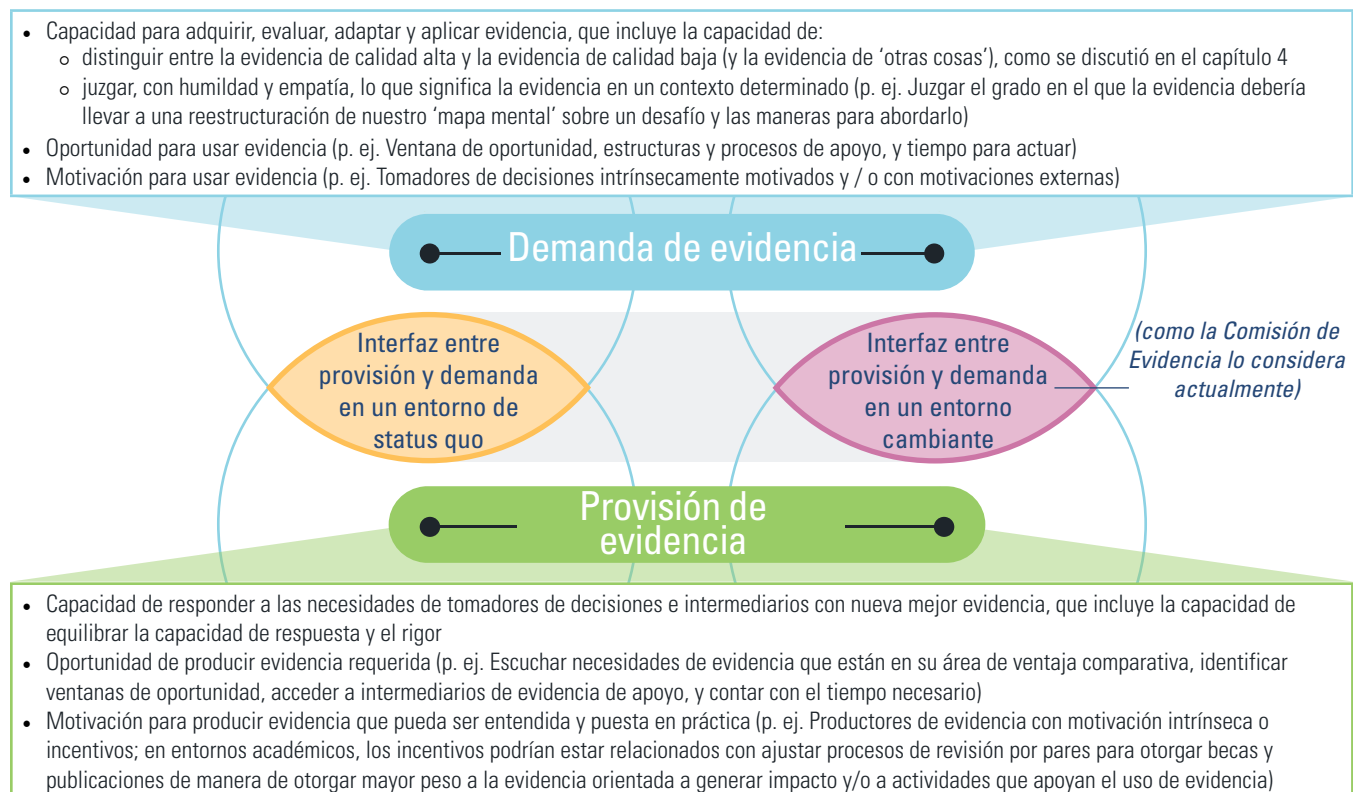 • Capacidad para adquirir, evaluar, adaptar y aplicar evidencia, que incluye la capacidad de:
o distinguir entre la evidencia de calidad alta y la evidencia de calidad baja (y la evidencia de ‘otras cosas’), como se discutió en el capítulo 4
o juzgar, con humildad y empatía, lo que significa la evidencia en un contexto determinado (p. ej. Juzgar el grado en el que la evidencia debería
llevar a una reestructuración de nuestro ‘mapa mental’ sobre un desafío y las maneras para abordarlo)
• Oportunidad para usar evidencia (p. ej. Ventana de oportunidad, estructuras y procesos de apoyo, y tiempo para actuar)
• Motivación para usar evidencia (p. ej. Tomadores de decisiones intrínsecamente motivados y / o con motivaciones externas)
Demanda de evidencia
Interfaz entre
provisión y demanda
en un entorno de
status quo
Interfaz entre
provisión y demanda
en un entorno
cambiante
(como la Comisión de
Evidencia lo considera
actualmente)
Provisión de
evidencia
• Capacidad de responder a las necesidades de tomadores de decisiones e intermediarios con nueva mejor evidencia, que incluye la capacidad de
equilibrar la capacidad de respuesta y el rigor
• Oportunidad de producir evidencia requerida (p. ej. Escuchar necesidades de evidencia que están en su área de ventaja comparativa, identificar
ventanas de oportunidad, acceder a intermediarios de evidencia de apoyo, y contar con el tiempo necesario)
• Motivación para producir evidencia que pueda ser entendida y puesta en práctica (p. ej. Productores de evidencia con motivación intrínseca o
incentivos; en entornos académicos, los incentivos podrían estar relacionados con ajustar procesos de revisión por pares para otorgar becas y
publicaciones de manera de otorgar mayor peso a la evidencia orientada a generar impacto y/o a actividades que apoyan el uso de evidencia)